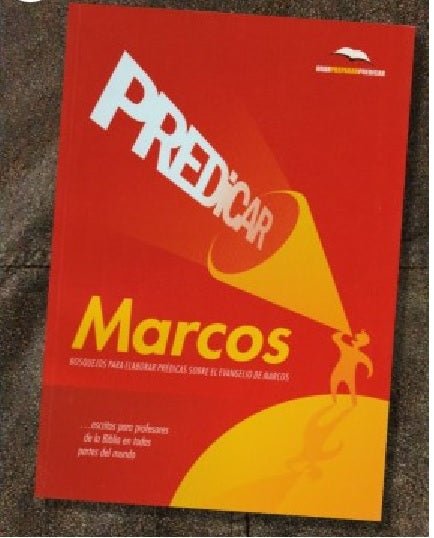 PREDiCAR
Marcos
BOSQUEJOS PARA ELABORAR PRÉDICAS SOBRE EL EVANGELIO DE MARCOS
...escritas para profesores
de la Biblia en todas
partes del mundo